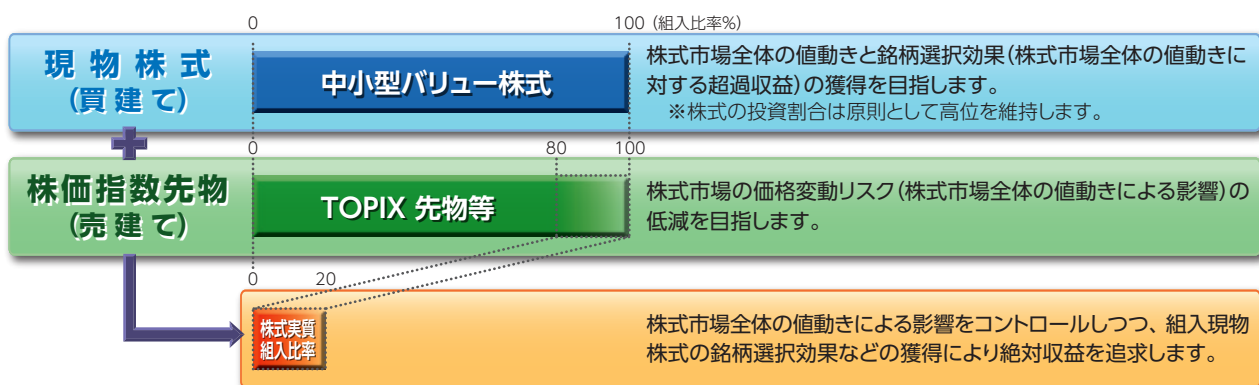 0 100（組入比率%）
現物株式
（買建て）
中小型バリュー株式
株式市場全体の値動きと銘柄選択効果（株式市場全体の値動きに
対する超過収益）の獲得を目指します。
※株式の投資割合は原則として高位を維持します。
0 80 100
株価指数先物
（売建て）
TOPIX 先物等
株式市場の価格変動リスク（株式市場全体の値動きによる影響）の
低減を目指します。
0 20
株式実質
組入比率
株式市場全体の値動きによる影響をコントロールしつつ、組入現物
株式の銘柄選択効果などの獲得により絶対収益を追求します。